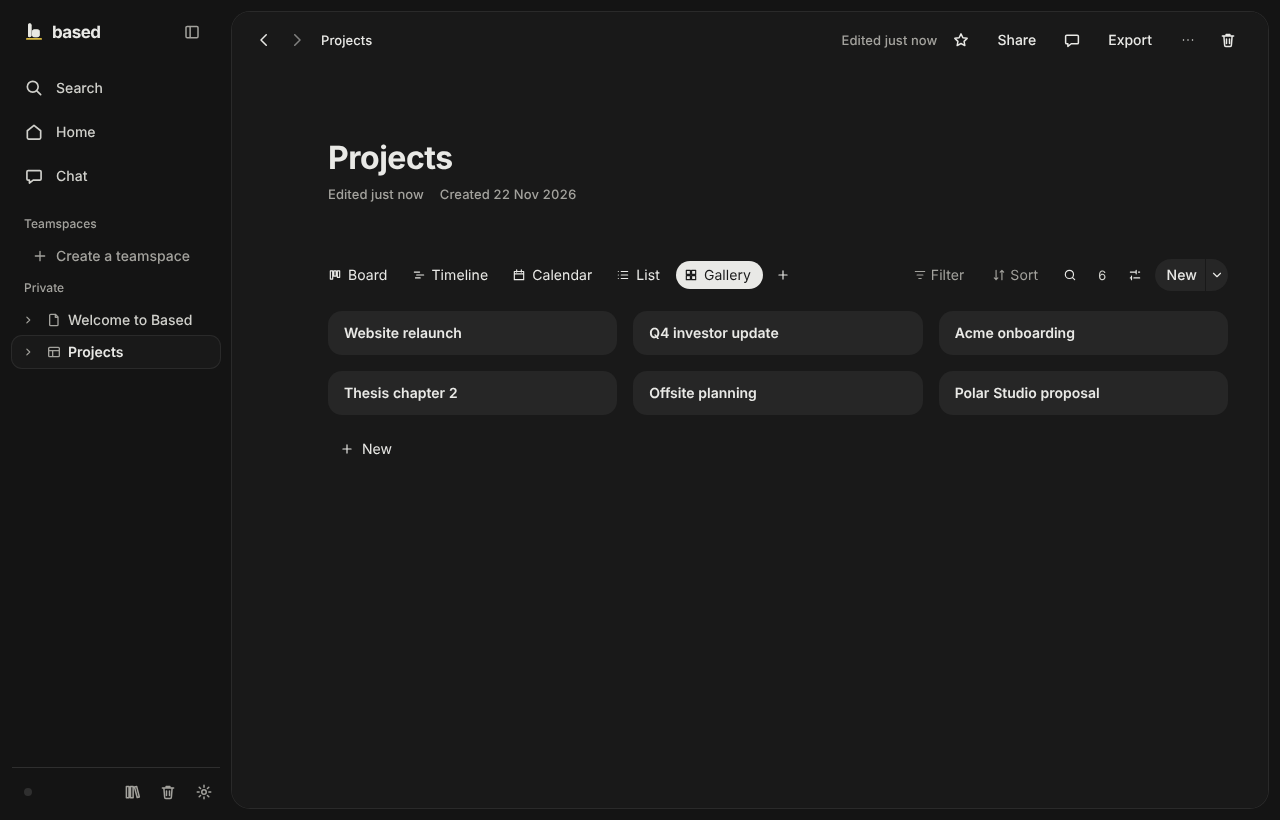 based
Projects
Edited just now
Share
Export
Search
Home
Chat
Teamspaces
Create a teamspace
Private
Welcome to Based
Projects
Projects
Edited just now Created 22 Nov 2026
Board Timeline Calendar List Gallery Filter Sort 6 New
Website relaunch Q4 investor update Acme onboarding
Thesis chapter 2 Offsite planning Polar Studio proposal
New